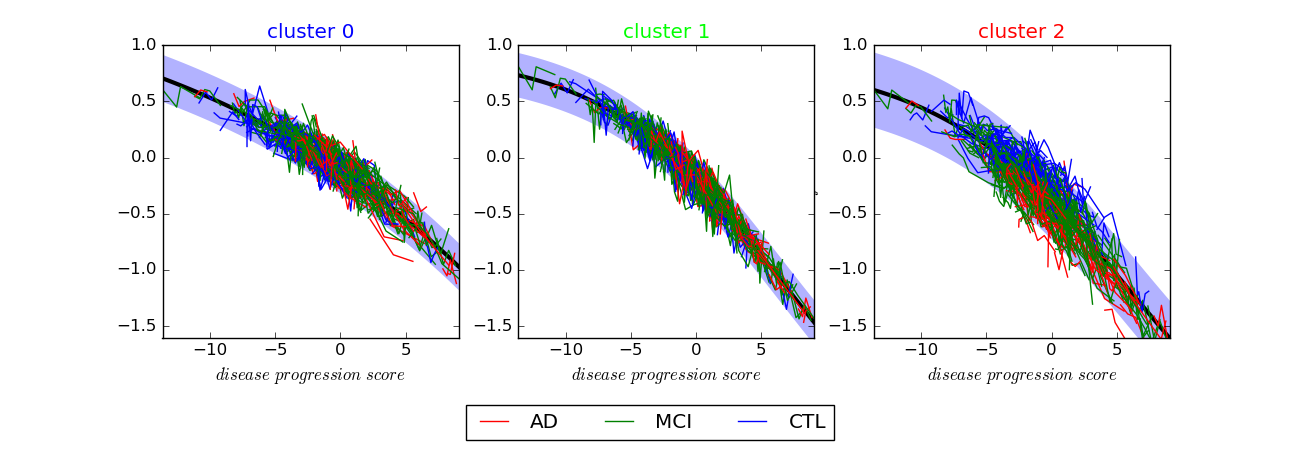 cluster 0 cluster 1 cluster 2
1.0 1.0 1.0
0.5 0.5 0.5
0.0 0.0 0.0
−0.5 −0.5 −0.5
−1.0 −1.0 −1.0
−1.5 −1.5 −1.5
−10 −5 0 5 −10 −5 0 5 −10 −5 0 5
disease progression score disease progression score disease progression score
AD MCI CTL